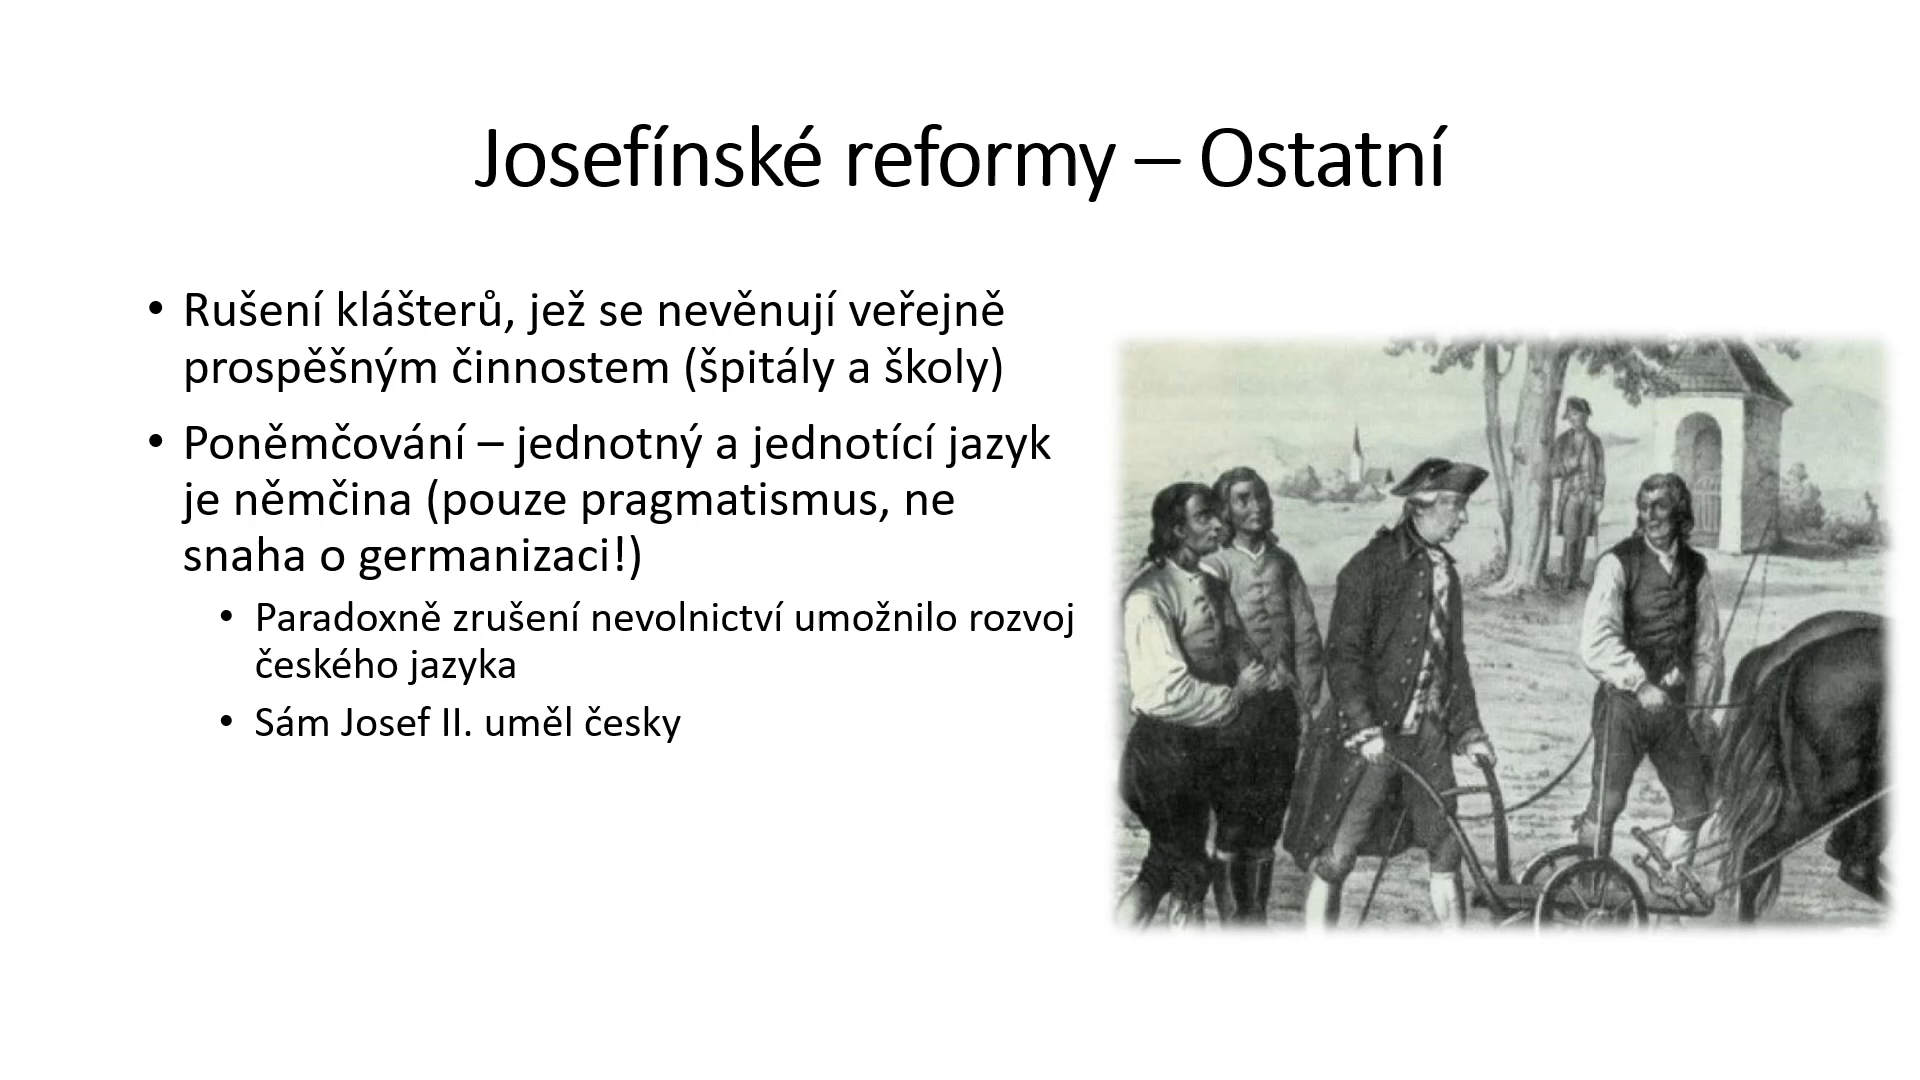 Josefínské reformy – Ostatní
• Rušení klášterů, jež se nevěnují veřejně
prospěšným činnostem (špitály a školy)
• Poněmčování – jednotný a jednotící jazyk
je němčina (pouze pragmatismus, ne
snaha o germanizaci!)
• Paradoxně zrušení nevolnictví umožnilo rozvoj
českého jazyka
• Sám Josef II. uměl česky